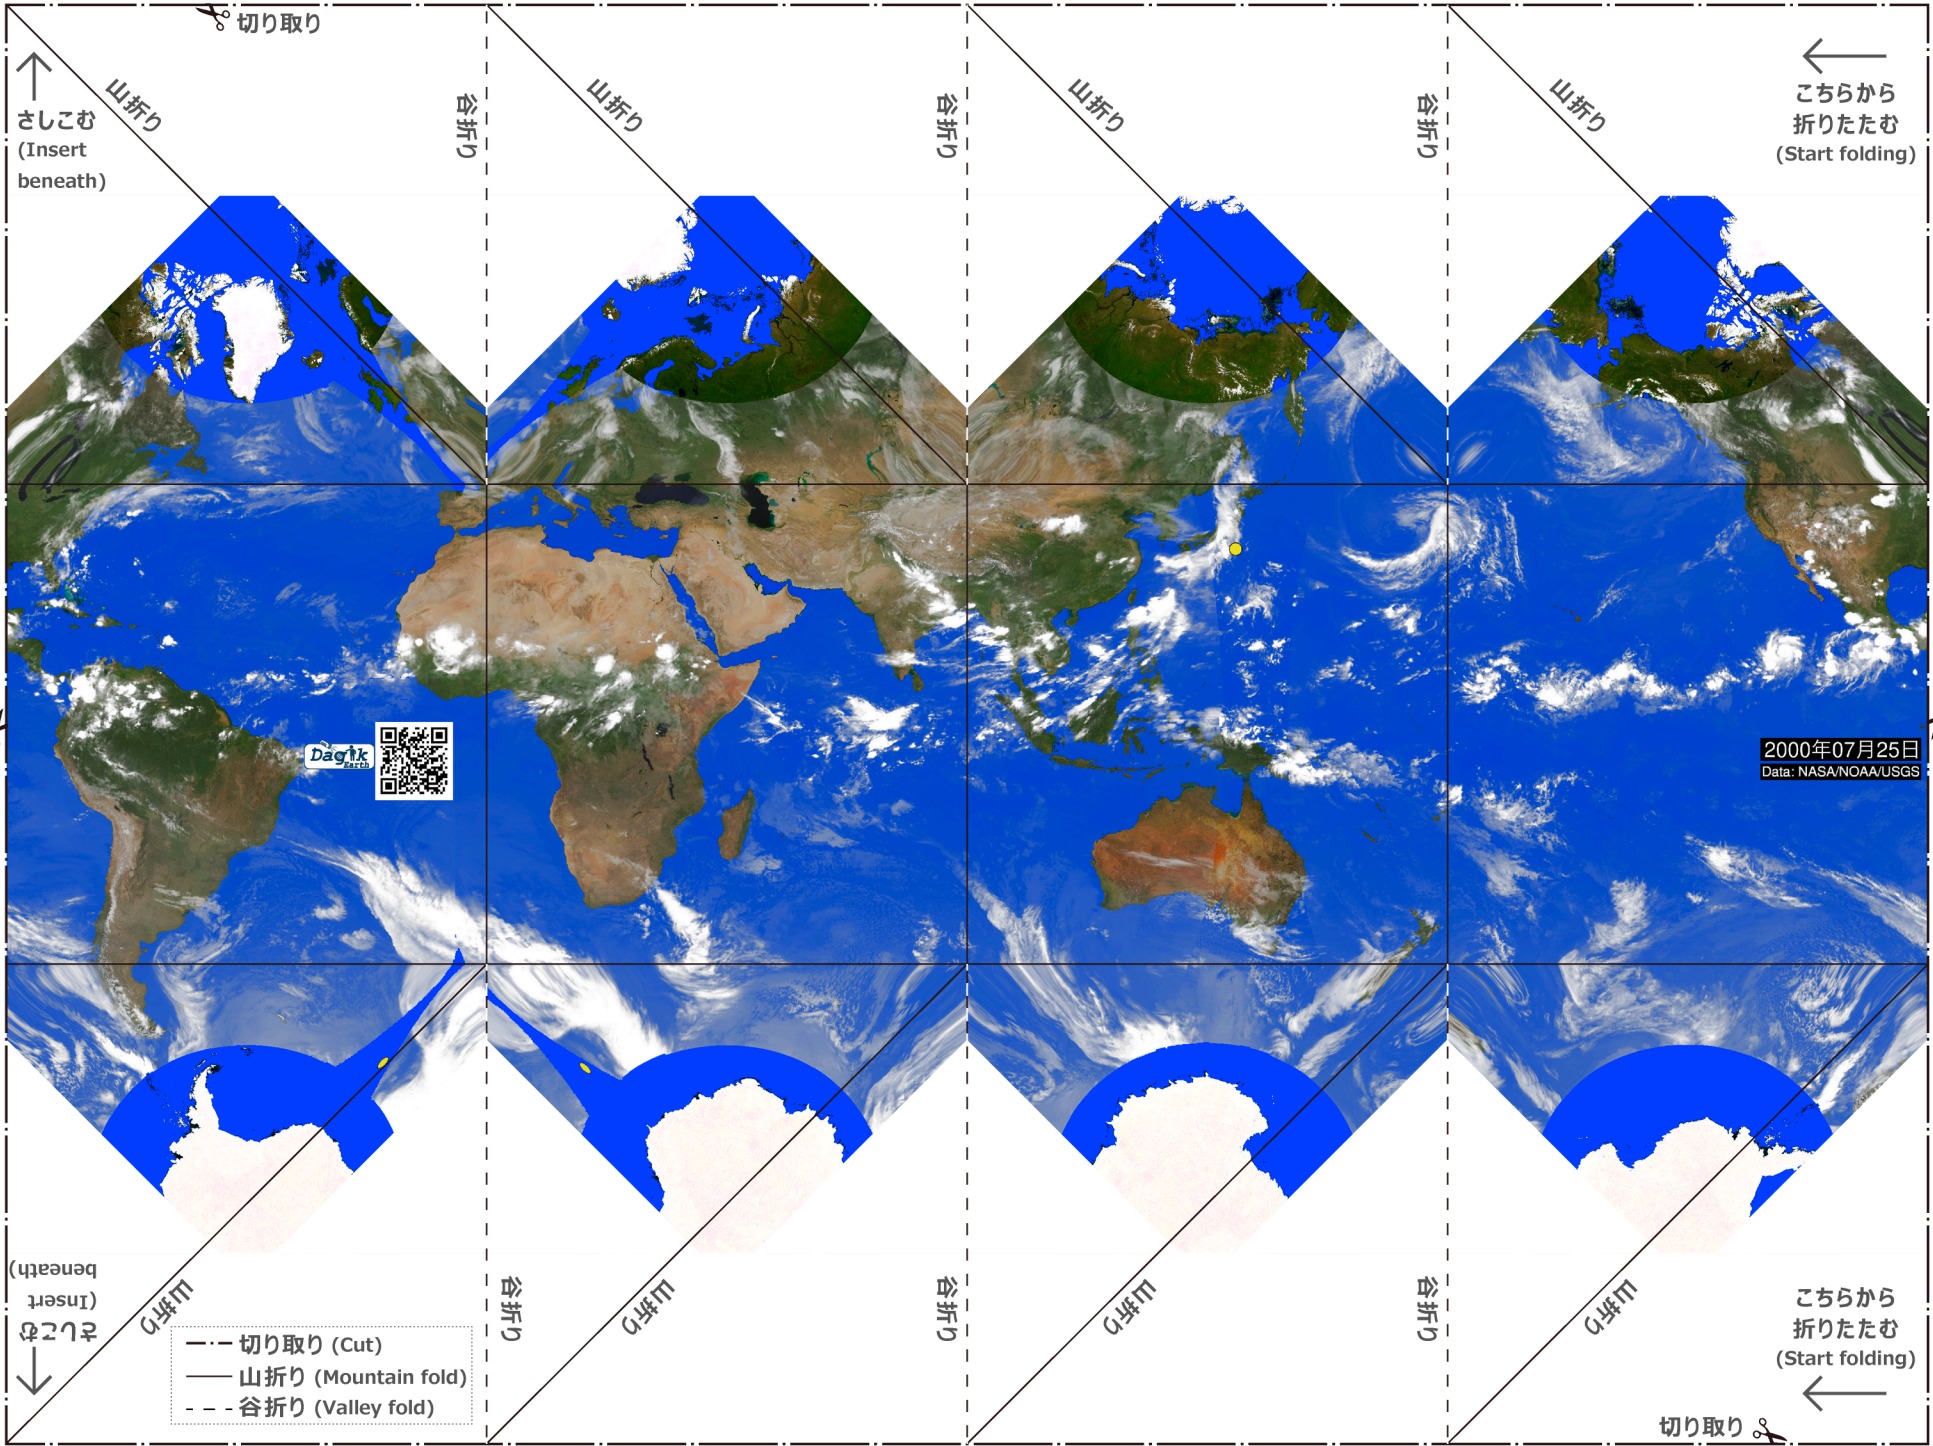 切り取り
山折り
谷折り
山折り
谷折り
山折り
谷折り
山折り
さしこむ
(Insert
beneath)
こちらから
折りたたむ
(Start folding)
Dagik
Earth
2000年07月25日
Data: NASA/NOAA/USGS
さしこむ
(Insert
beneath)
山折り
谷折り
山折り
谷折り
山折り
谷折り
山折り
こちらから
折りたたむ
(Start folding)
切り取り (Cut)
山折り (Mountain fold)
谷折り (Valley fold)
切り取り